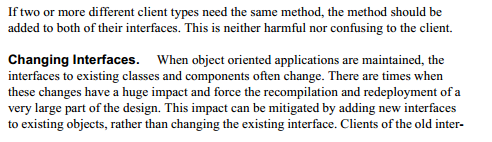 If two or more different client types need the same method, the method should be
added to both of their interfaces. This is neither harmful nor confusing to the client.
Changing Interfaces. When object oriented applications are maintained, the
interfaces to existing classes and components often change. There are times when
these changes have a huge impact and force the recompilation and redeployment of a
very large part of the design. This impact can be mitigated by adding new interfaces
to existing objects, rather than changing the existing interface. Clients of the old inter-